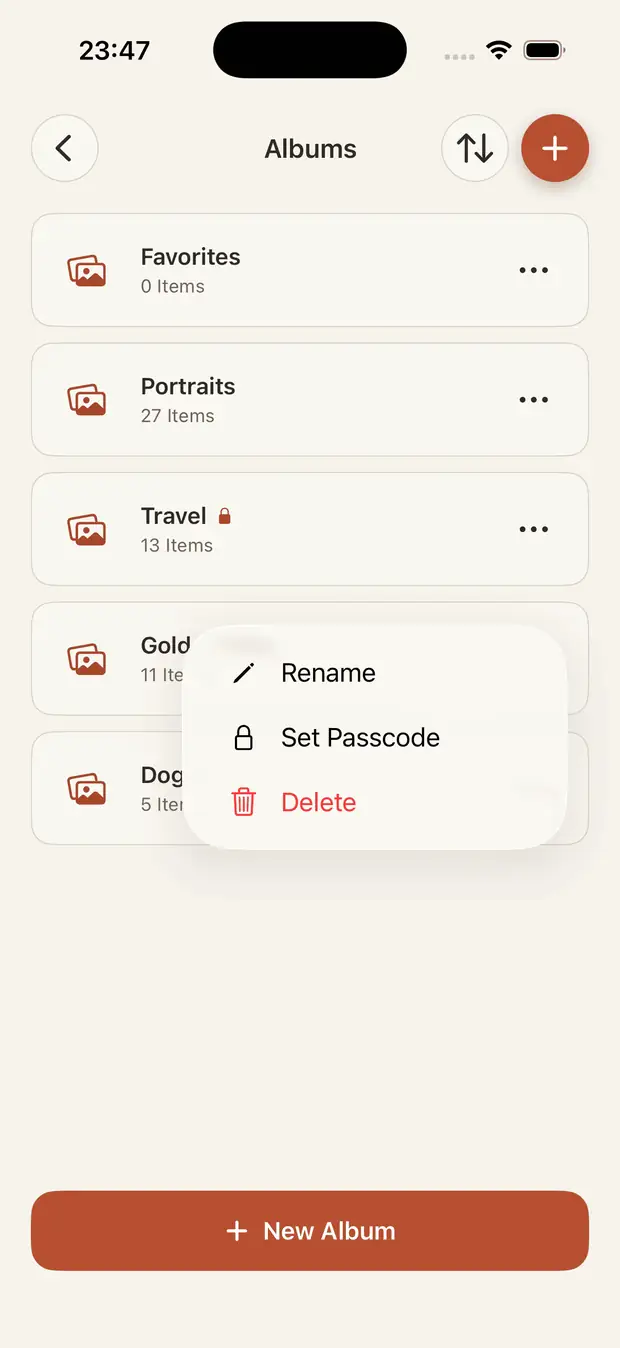 23:47
Albums
Favorites
0 Items
Portraits
27 Items
Travel
13 Items
Gold
11 Ite
Rename
Set Passcode
Dog
5 Iter
Delete
+ New Album